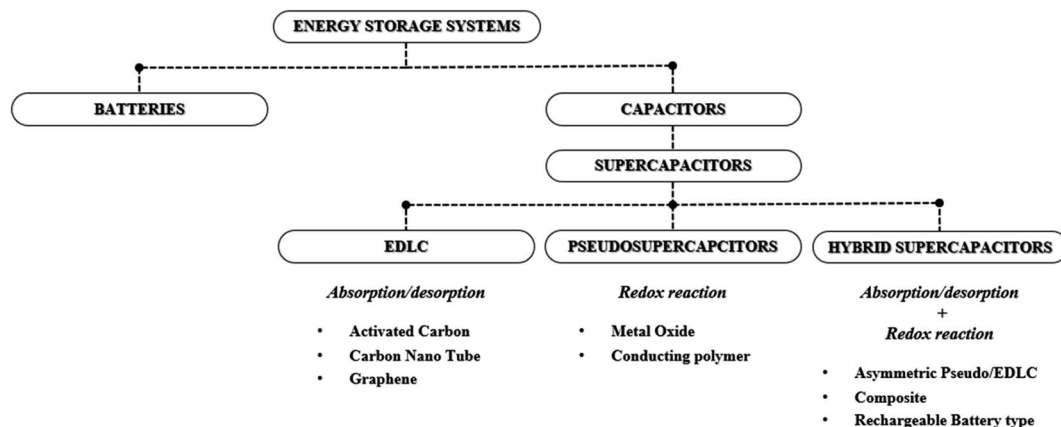 ENERGY STORAGE SYSTEMS
BATTERIES
CAPACITORS
SUPERCAPACITORS
EDLC
PSEUDOSUPERCAPCITORS
HYBRID SUPERCAPACITORS
Absorption/desorption
• Activated Carbon
• Carbon Nano Tube
• Graphene
Redox reaction
• Metal Oxide
• Conducting polymer
Absorption/desorption
+
Redox reaction
• Asymmetric Pseudo/EDLC
• Composite
• Rechargeable Battery type